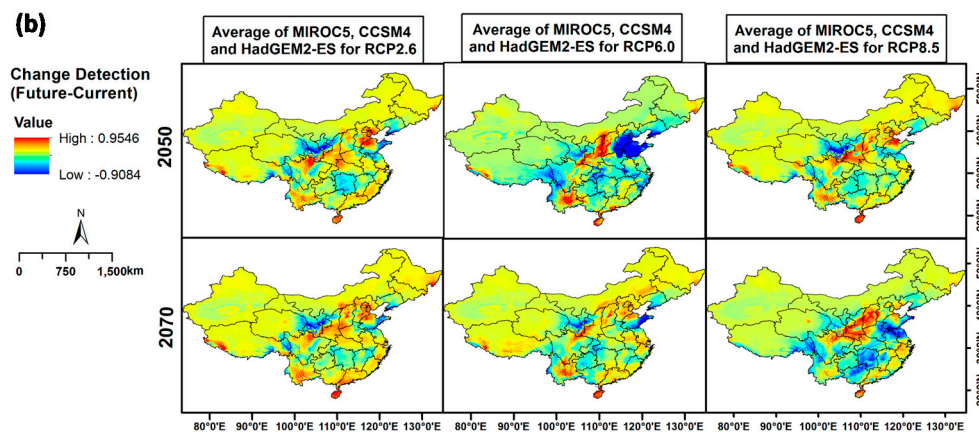 (b)
Average of MIROC5, CCSM4
and HadGEM2-ES for RCP2.6
Average of MIROC5, CCSM4
and HadGEM2-ES for RCP6.0
Average of MIROC5, CCSM4
and HadGEM2-ES for RCP8.5
Change Detection
(Future-Current)
Value
High : 0.9546
Low : -0.9084
N
0 750 1,500km
2050
2070
80°0'E 90°0'E 100°0'E 110°0'E 120°0'E 130°0'E
80°0'E 90°0'E 100°0'E 110°0'E 120°0'E 130°0'E
80°0'E 90°0'E 100°0'E 110°0'E 120°0'E 130°0'E